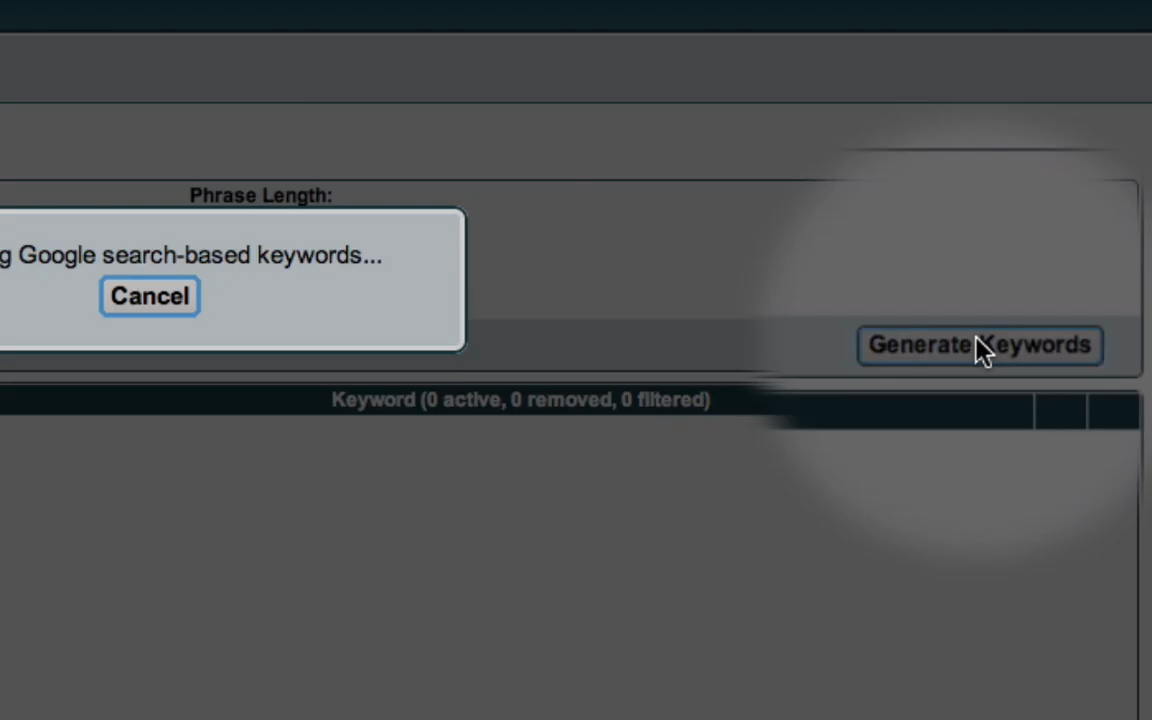 Phrase Length:
g Google search-based keywords...
Cancel
Generate Keywords
Keyword (0 active, 0 removed, 0 filtered)